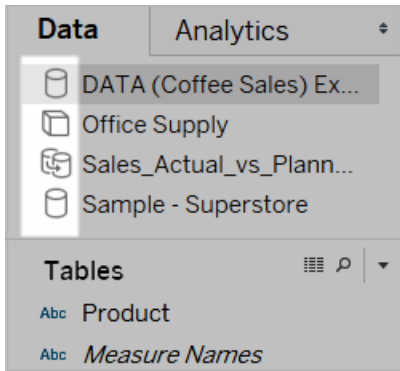 Data Analytics
DATA (Coffee Sales) Ex...
Office Supply
Sales_Actual_vs_Plann...
Sample - Superstore
Tables
Abc Product
Abc Measure Names